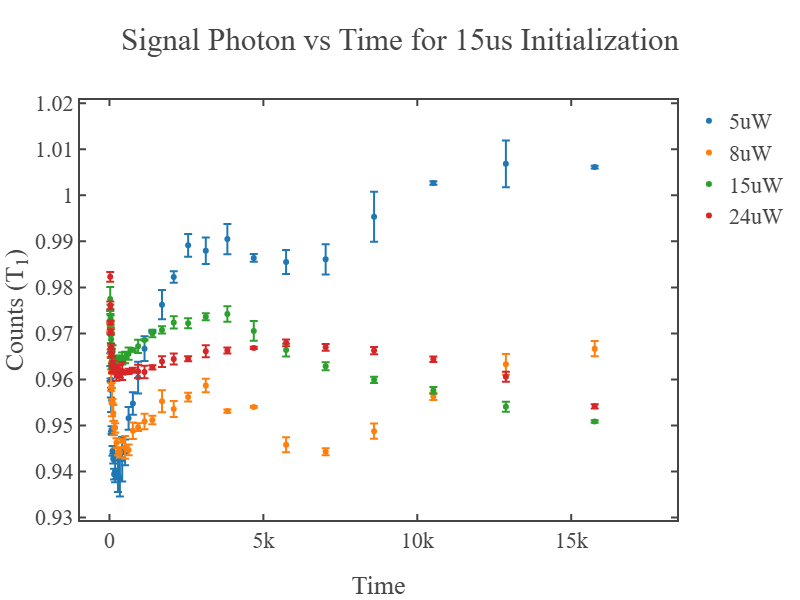 Signal Photon vs Time for 15us Initialization
1.02
1.01
1
0.99
0.98
0.97
0.96
0.95
0.94
0.93
Counts (T1)
0
5k
10k
15k
Time
5uW
8uW
15uW
24uW